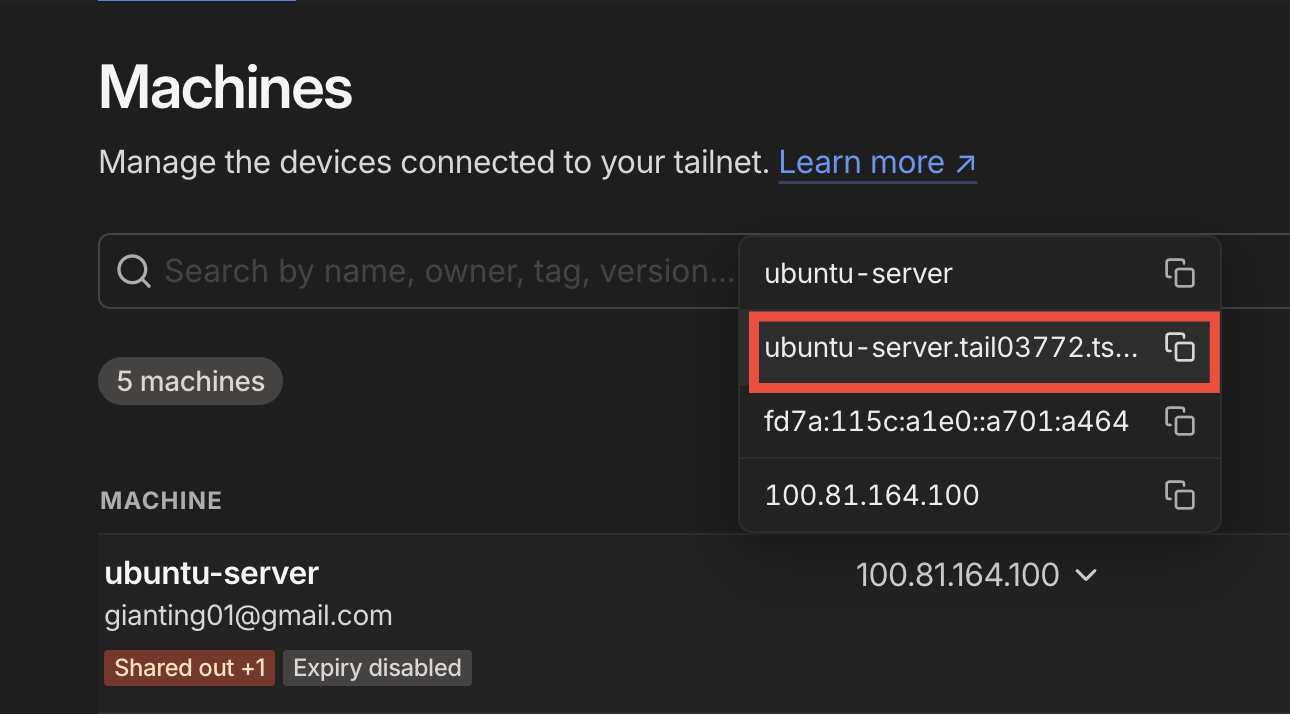 Machines
Manage the devices connected to your tailnet. Learn more ↗
Search by name, owner, tag, version...
ubuntu-server
ubuntu-server.tail03772.ts...
fd7a:115c:a1e0::a701:a464
100.81.164.100
5 machines
MACHINE
ubuntu-server
100.81.164.100
gianting01@gmail.com
Shared out +1
Expiry disabled